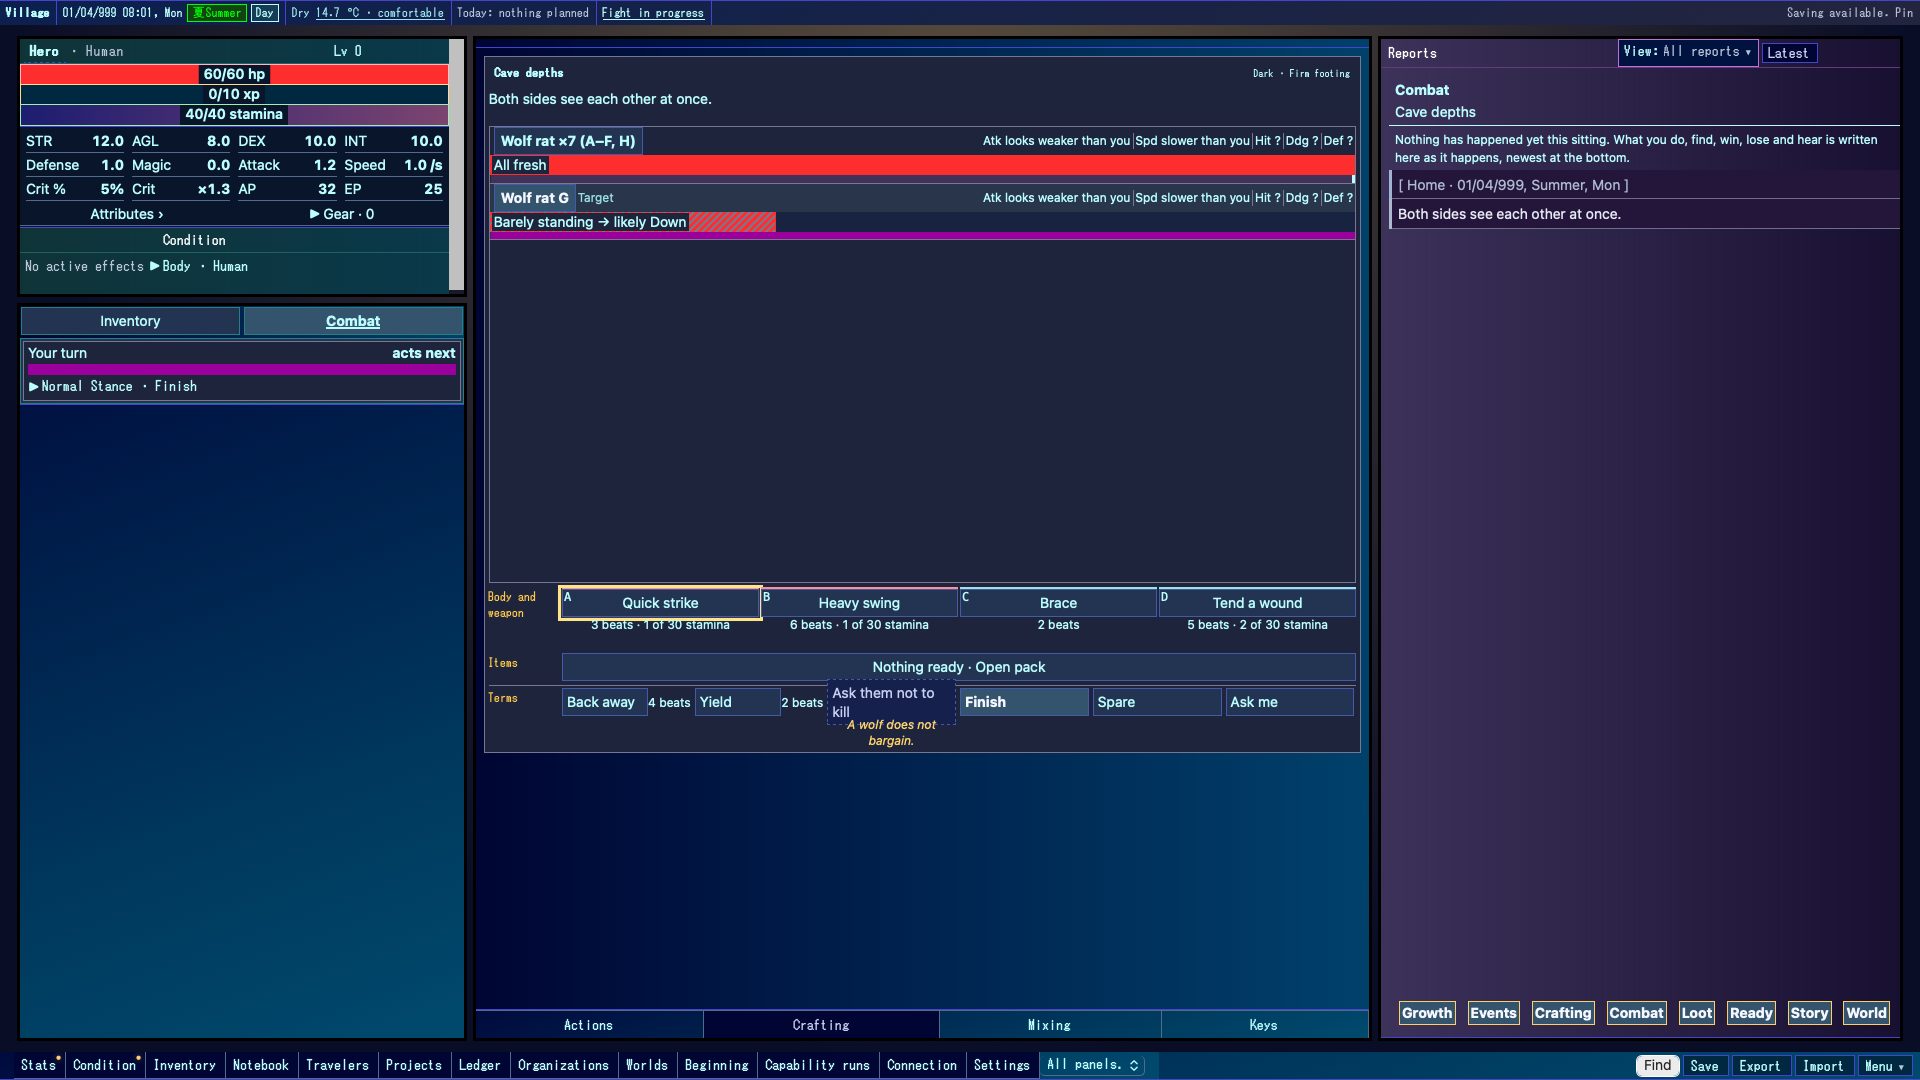 Village 01/04/999 08:01, Mon 夏Summer Day Dry 14.7 °C · comfortable Today: nothing planned Fight in progress Saving available. Pin
Hero · Human Lv 0
60/60 hp
0/10 xp
40/40 stamina
STR 12.0 AGL 8.0 DEX 10.0 INT 10.0
Defense 1.0 Magic 0.0 Attack 1.2 Speed 1.0 /s
Crit % 5% Crit ×1.3 AP 32 EP 25
Attributes › ▶ Gear · 0
Condition
No active effects ▶ Body · Human
Inventory Combat
Your turn acts next
▶ Normal Stance · Finish
Cave depths Dark · Firm footing
Both sides see each other at once.
Wolf rat ×7 (A–F, H) Atk looks weaker than you Spd slower than you Hit ? Ddg ? Def ?
All fresh
Wolf rat G Target Atk looks weaker than you Spd slower than you Hit ? Ddg ? Def ?
Barely standing → likely Down
Body and weapon
A Quick strike B Heavy swing C Brace D Tend a wound
3 beats · 1 of 30 stamina 6 beats · 1 of 30 stamina 2 beats 5 beats · 2 of 30 stamina
Items Nothing ready · Open pack
Terms Back away 4 beats Yield 2 beats Ask them not to kill Finish Spare Ask me
A wolf does not
bargain.
Actions Crafting Mixing Keys
Reports View: All reports ▾ Latest
Combat
Cave depths
Nothing has happened yet this sitting. What you do, find, win, lose and hear is written
here as it happens, newest at the bottom.
[ Home · 01/04/999, Summer, Mon ]
Both sides see each other at once.
Growth Events Crafting Combat Loot Ready Story World
Stats Condition Inventory Notebook Travelers Projects Ledger Organizations Worlds Beginning Capability runs Connection Settings All panels. Find Save Export Import Menu ▾